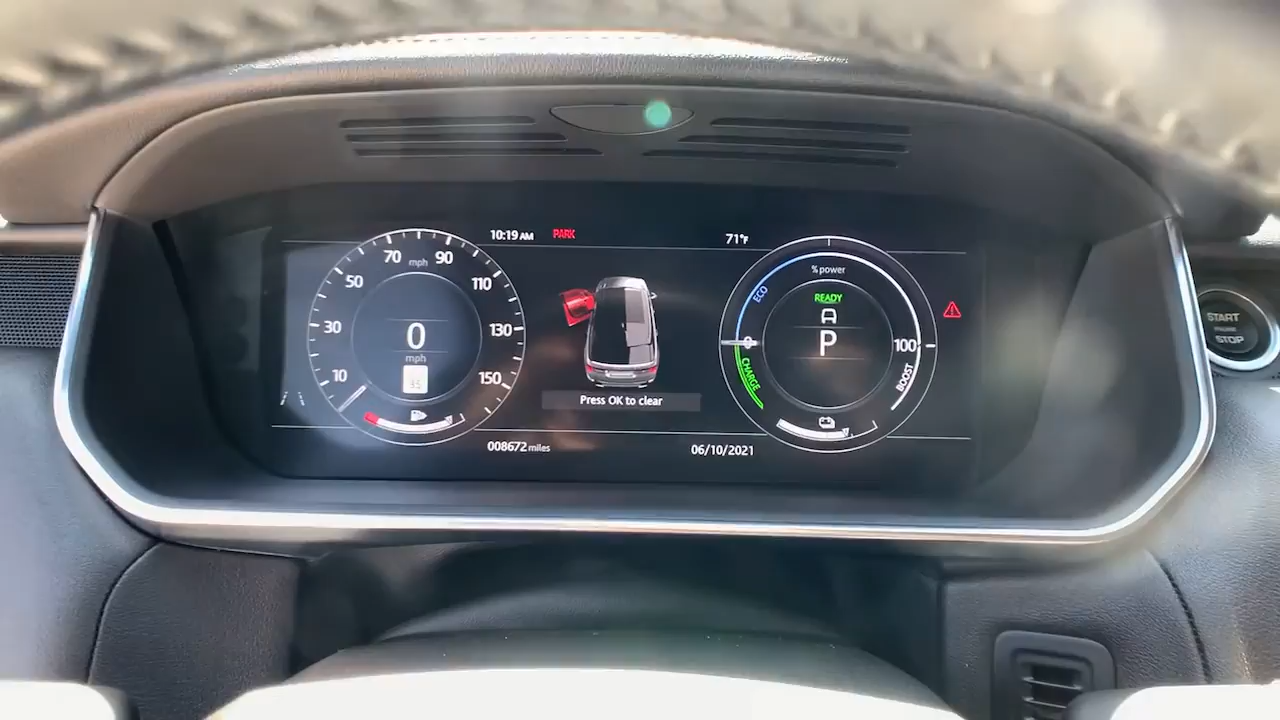 10:19 AM PARK
71°F
70 mph 90
50 110
30 130
10 150
0
mph
35
% power
ECO
READY
P
0
100
CHARGE
BOOST
Press OK to clear
008672 miles
06/10/2021
START
STOP